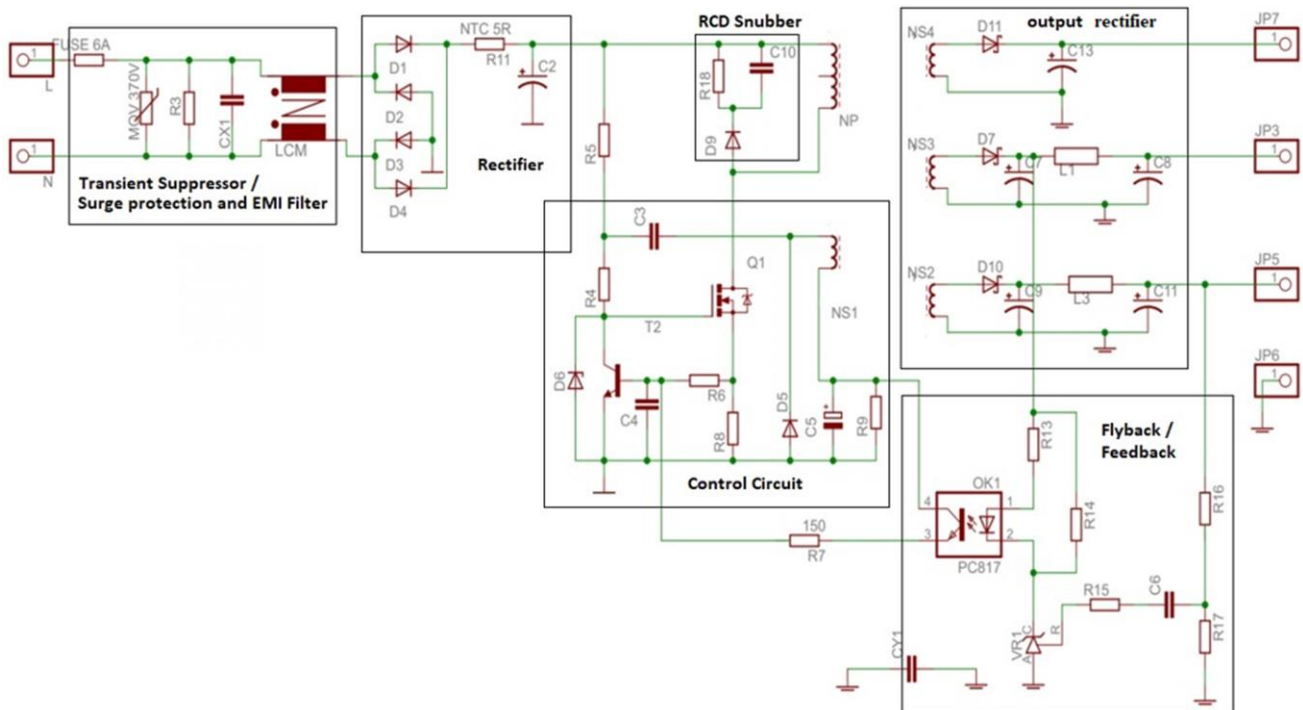 RCD Snubber
output rectifier
JP7
1
L
FUSE 6A
MOV 370V
R3
CX1
LCM
Transient Suppressor /
Surge protection and EMI Filter
D1
D2
D3
D4
NTC 5R
R11
C2
Rectifier
R18
C10
D9
NP
NS4
D11
C13
NS3
D7
C7
L1
C8
JP3
1
N
1
NS2
D10
C9
L3
C11
JP5
1
JP6
1
R5
C3
R4
Q1
T2
NS1
D6
C4
R6
R8
D5
C5
R9
Control Circuit
Flyback /
Feedback
R13
OK1
4
3
1
2
PC817
R14
R16
150
R7
R15
C6
R17
VR1
C
A
R
CY1
1